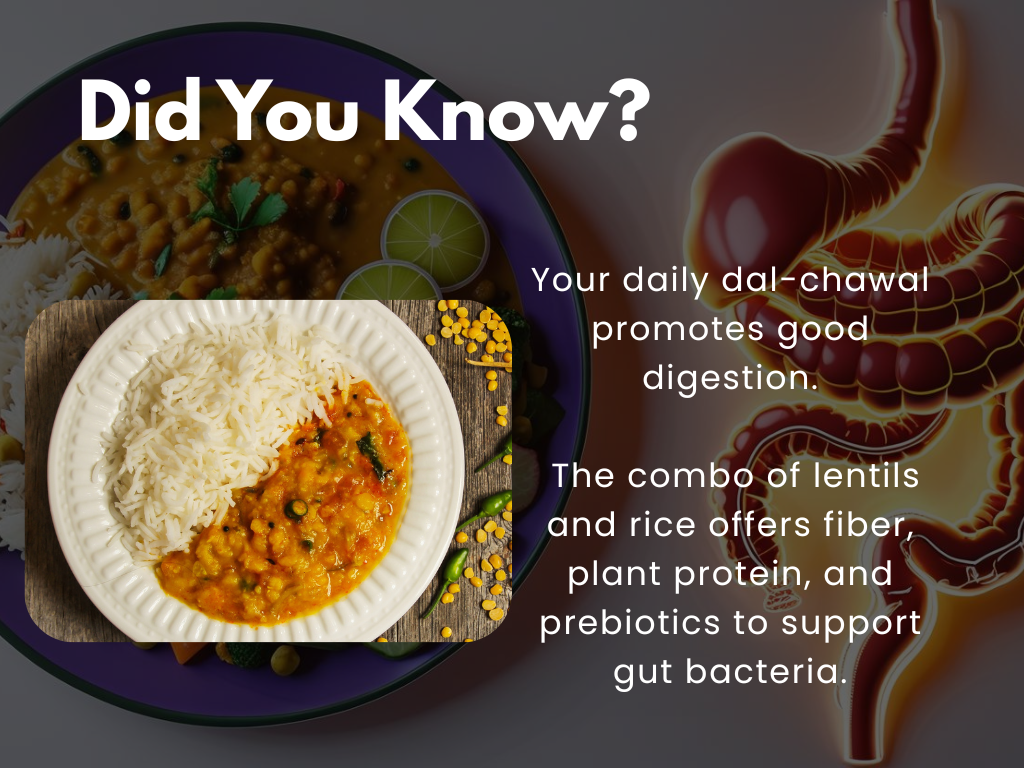 Did You Know?
Your daily dal-chawal
promotes good
digestion.
The combo of lentils
and rice offers fiber,
plant protein, and
prebiotics to support
gut bacteria.